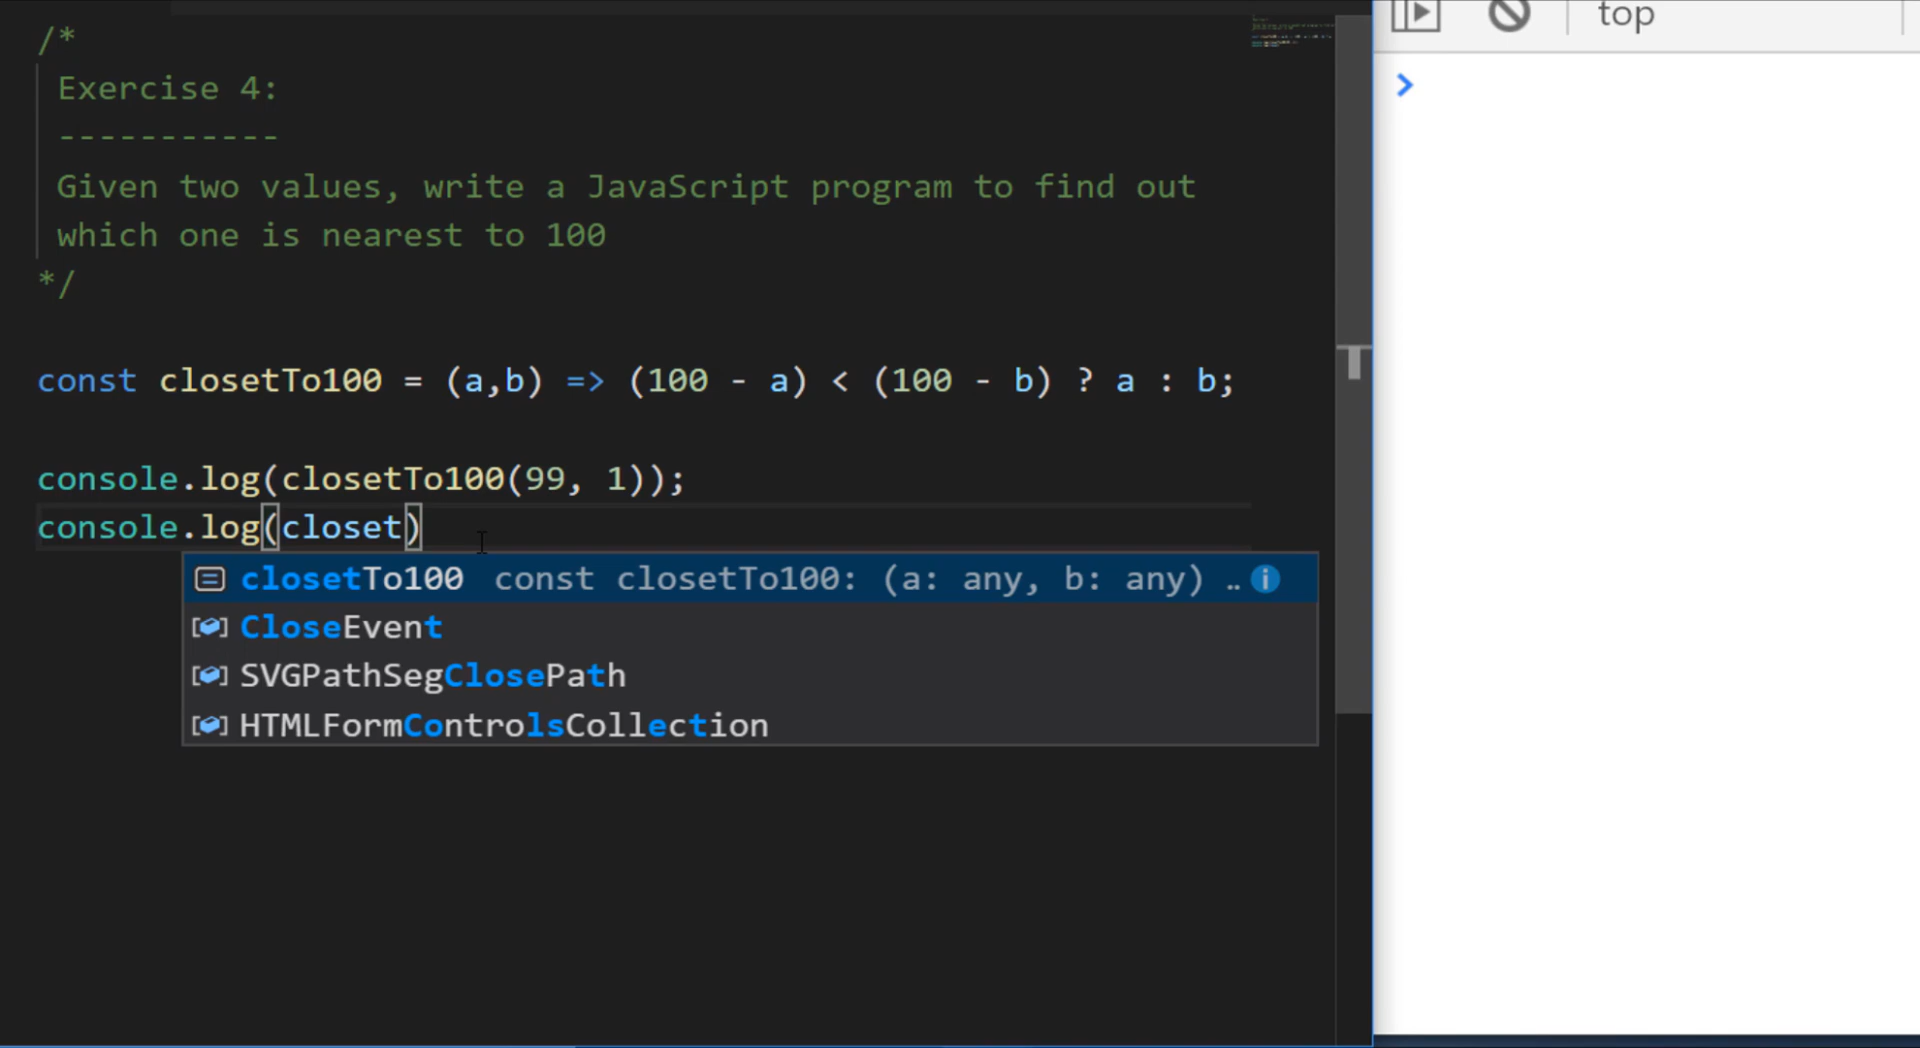 /*
Exercise 4:
-----------
Given two values, write a JavaScript program to find out
which one is nearest to 100
*/
const closetTo100 = (a,b) => (100 - a) < (100 - b) ? a : b;
console.log(closetTo100(99, 1));
console.log(closet)
closetTo100 const closetTo100: (a: any, b: any) ..
CloseEvent
SVGPathSegClosePath
HTMLFormControlsCollection
top